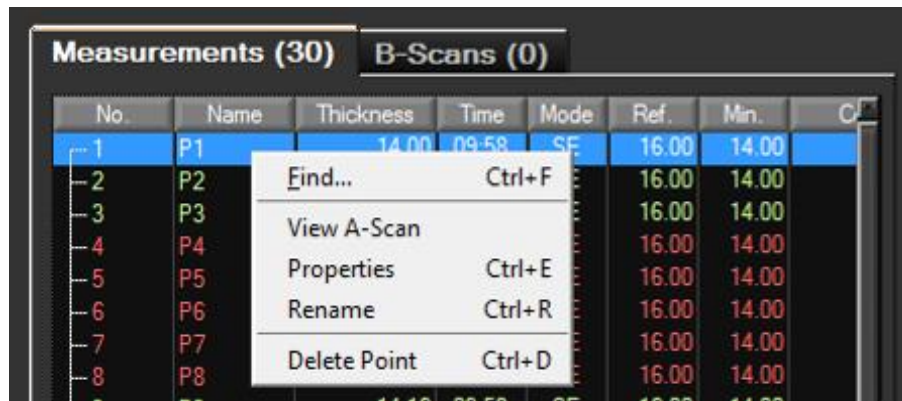 Measurements (30) B-Scans (0)
No. Name Thickness Time Mode Ref. Min.
1 P1 14.00 09:58 SE 16.00 14.00
2 P2 16.00 14.00
3 P3 16.00 14.00
4 P4 16.00 14.00
5 P5 16.00 14.00
6 P6 16.00 14.00
7 P7 16.00 14.00
8 P8 16.00 14.00
Find... Ctrl+F
View A-Scan
Properties Ctrl+E
Rename Ctrl+R
Delete Point Ctrl+D